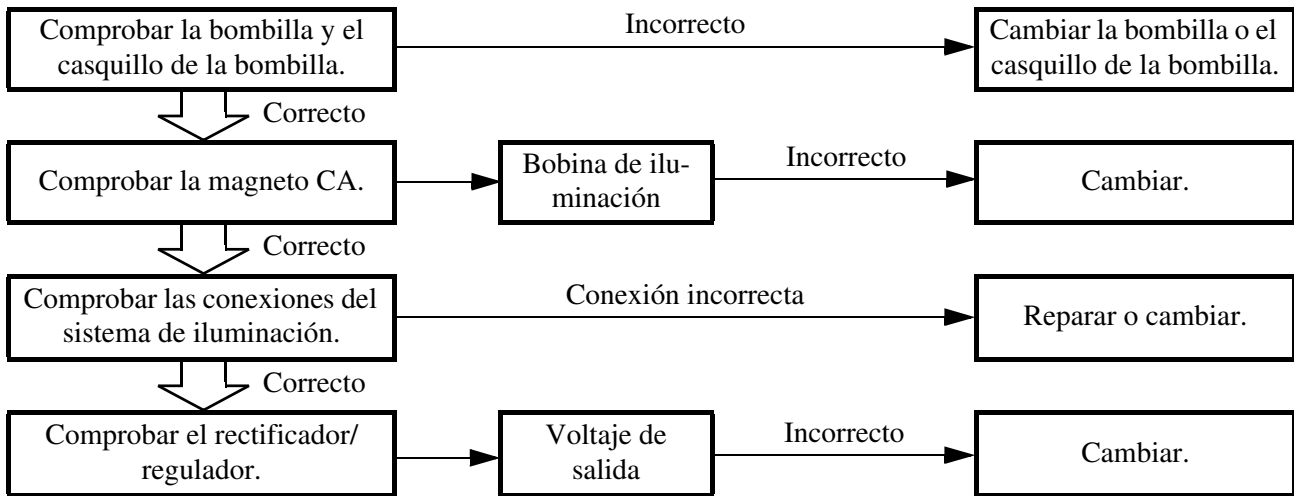 Comprobar la bombilla y el
casquillo de la bombilla.
Incorrecto
Cambiar la bombilla o el
casquillo de la bombilla.
Correcto
Comprobar la magneto CA.
Bobina de ilu-
minación
Incorrecto
Cambiar.
Correcto
Comprobar las conexiones del
sistema de iluminación.
Conexión incorrecta
Reparar o cambiar.
Correcto
Comprobar el rectificador/
regulador.
Voltaje de
salida
Incorrecto
Cambiar.